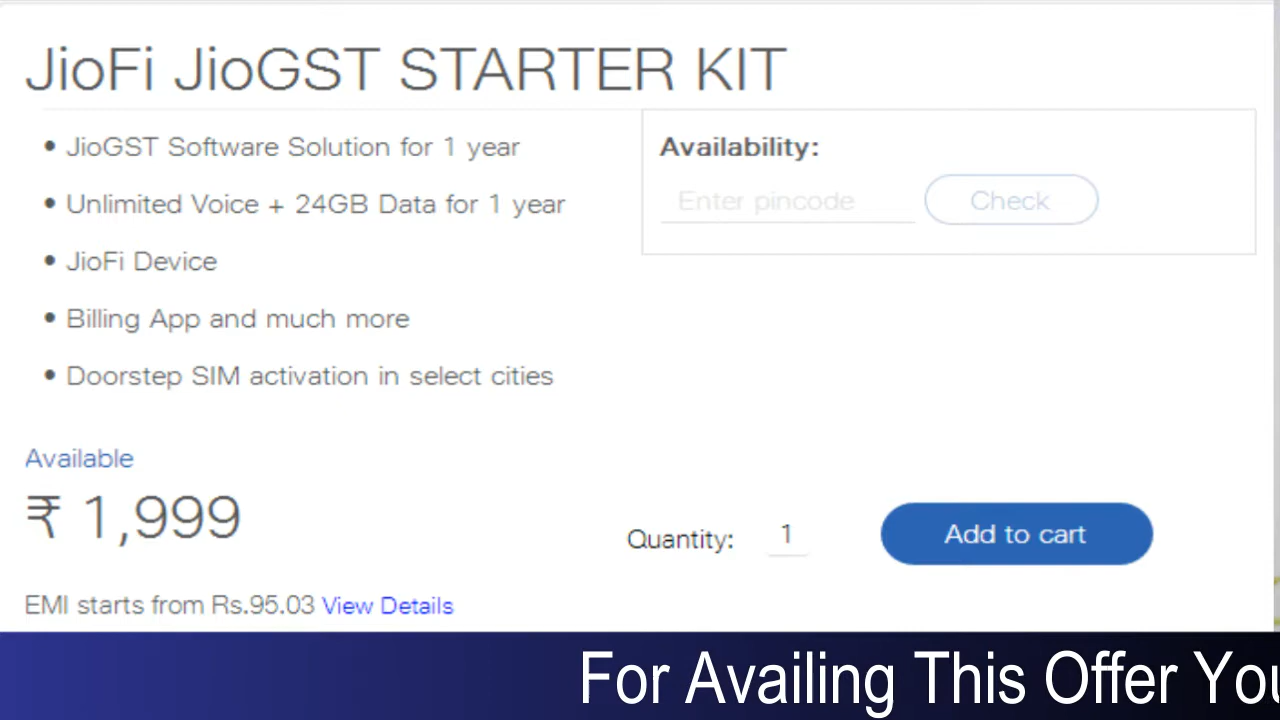 JioFi JioGST STARTER KIT
• JioGST Software Solution for 1 year
• Unlimited Voice + 24GB Data for 1 year
• JioFi Device
• Billing App and much more
• Doorstep SIM activation in select cities
Availability:
Enter pincode Check
Available
₹ 1,999
Quantity: 1 Add to cart
EMI starts from Rs.95.03 View Details
For Availing This Offer You